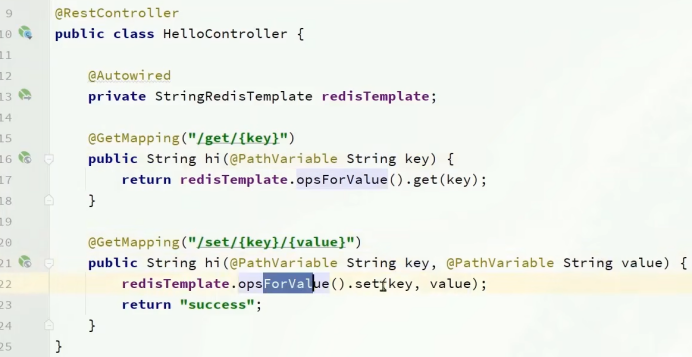 9 @RestController
10 public class HelloController {
11
12 @Autowired
13 private StringRedisTemplate redisTemplate;
14
15 @GetMapping("/get/{key}")
16 public String hi(@PathVariable String key) {
17 return redisTemplate.opsForValue().get(key);
18 }
19
20 @GetMapping("/set/{key}/{value}")
21 public String hi(@PathVariable String key, @PathVariable String value) {
22 redisTemplate.opsForValue().set(key, value);
23 return "success";
24 }
25 }